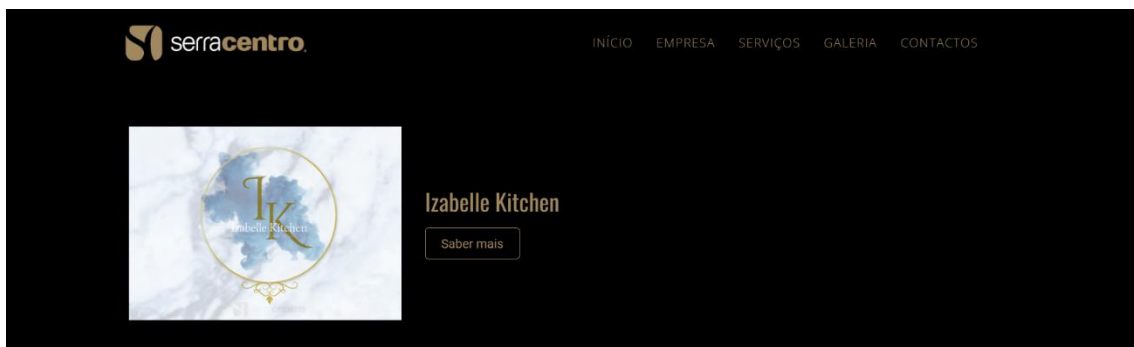 serracentro.
INÍCIO EMPRESA SERVIÇOS GALERIA CONTACTOS
IK
Izabelle Kitchen
Izabelle Kitchen
Saber mais